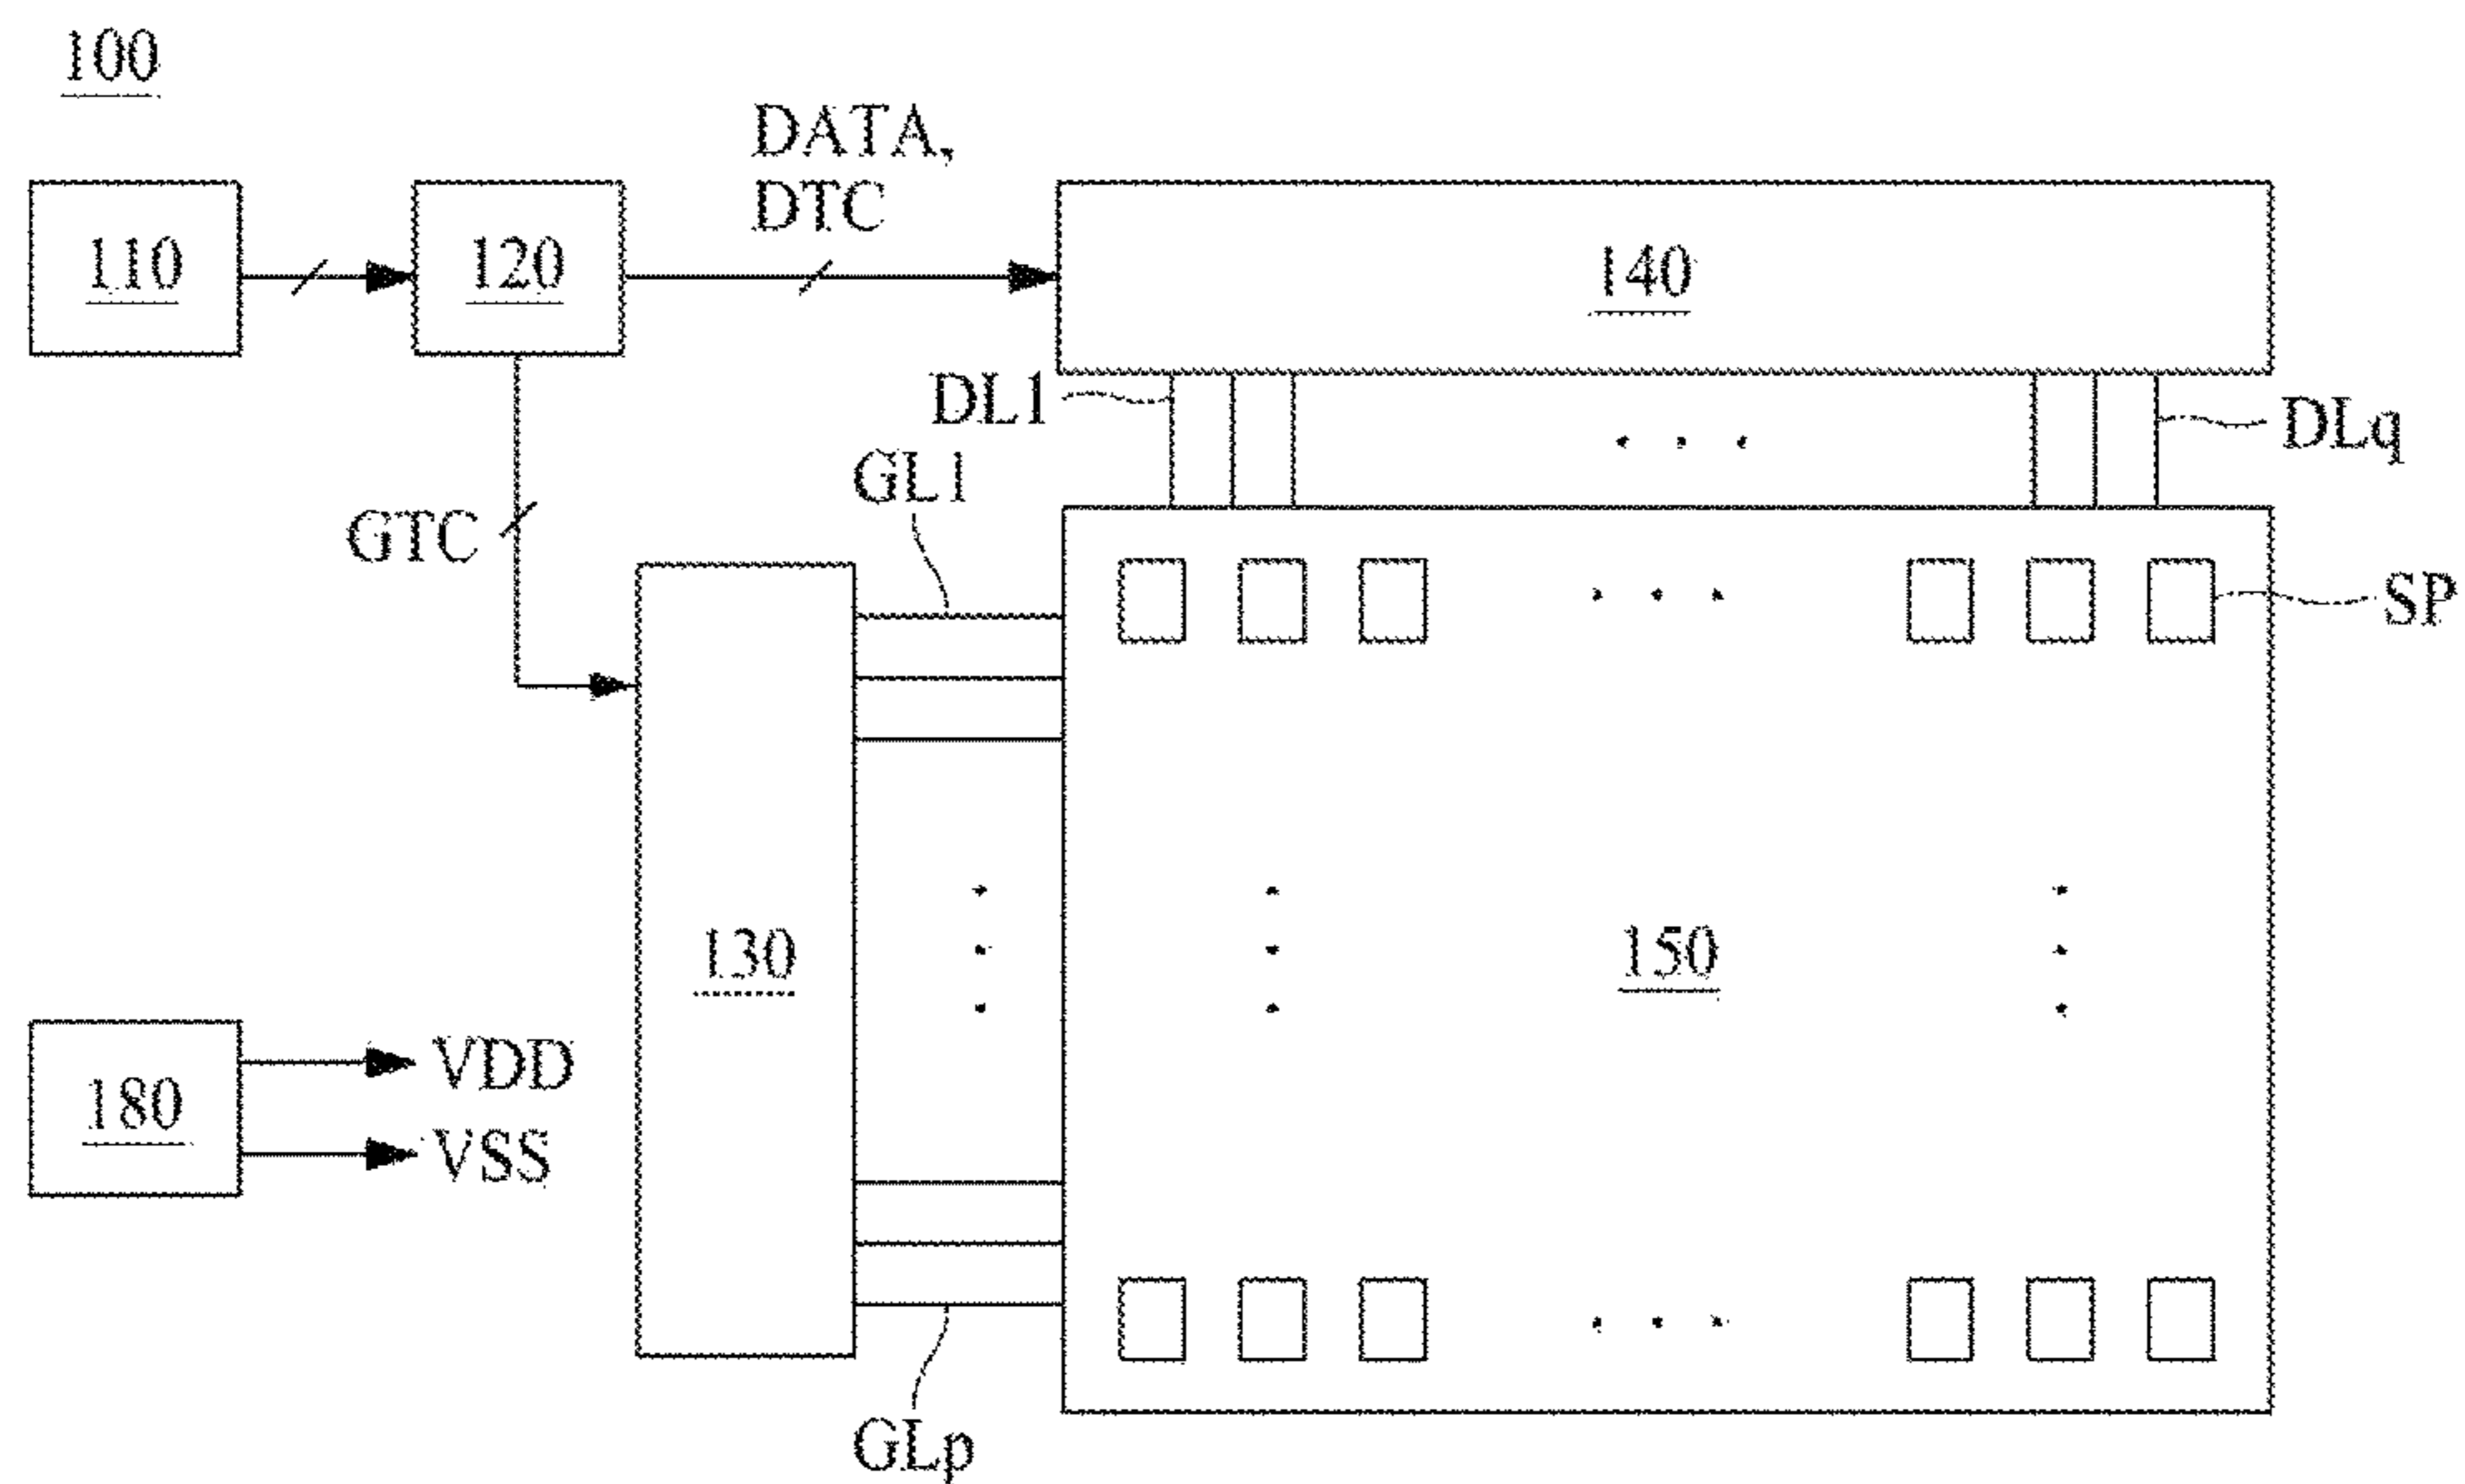 100
DATA,
DTC
110
120
140
DL1
DLq
GL1
GTC
SP
130
150
VDD
180
VSS
GLp